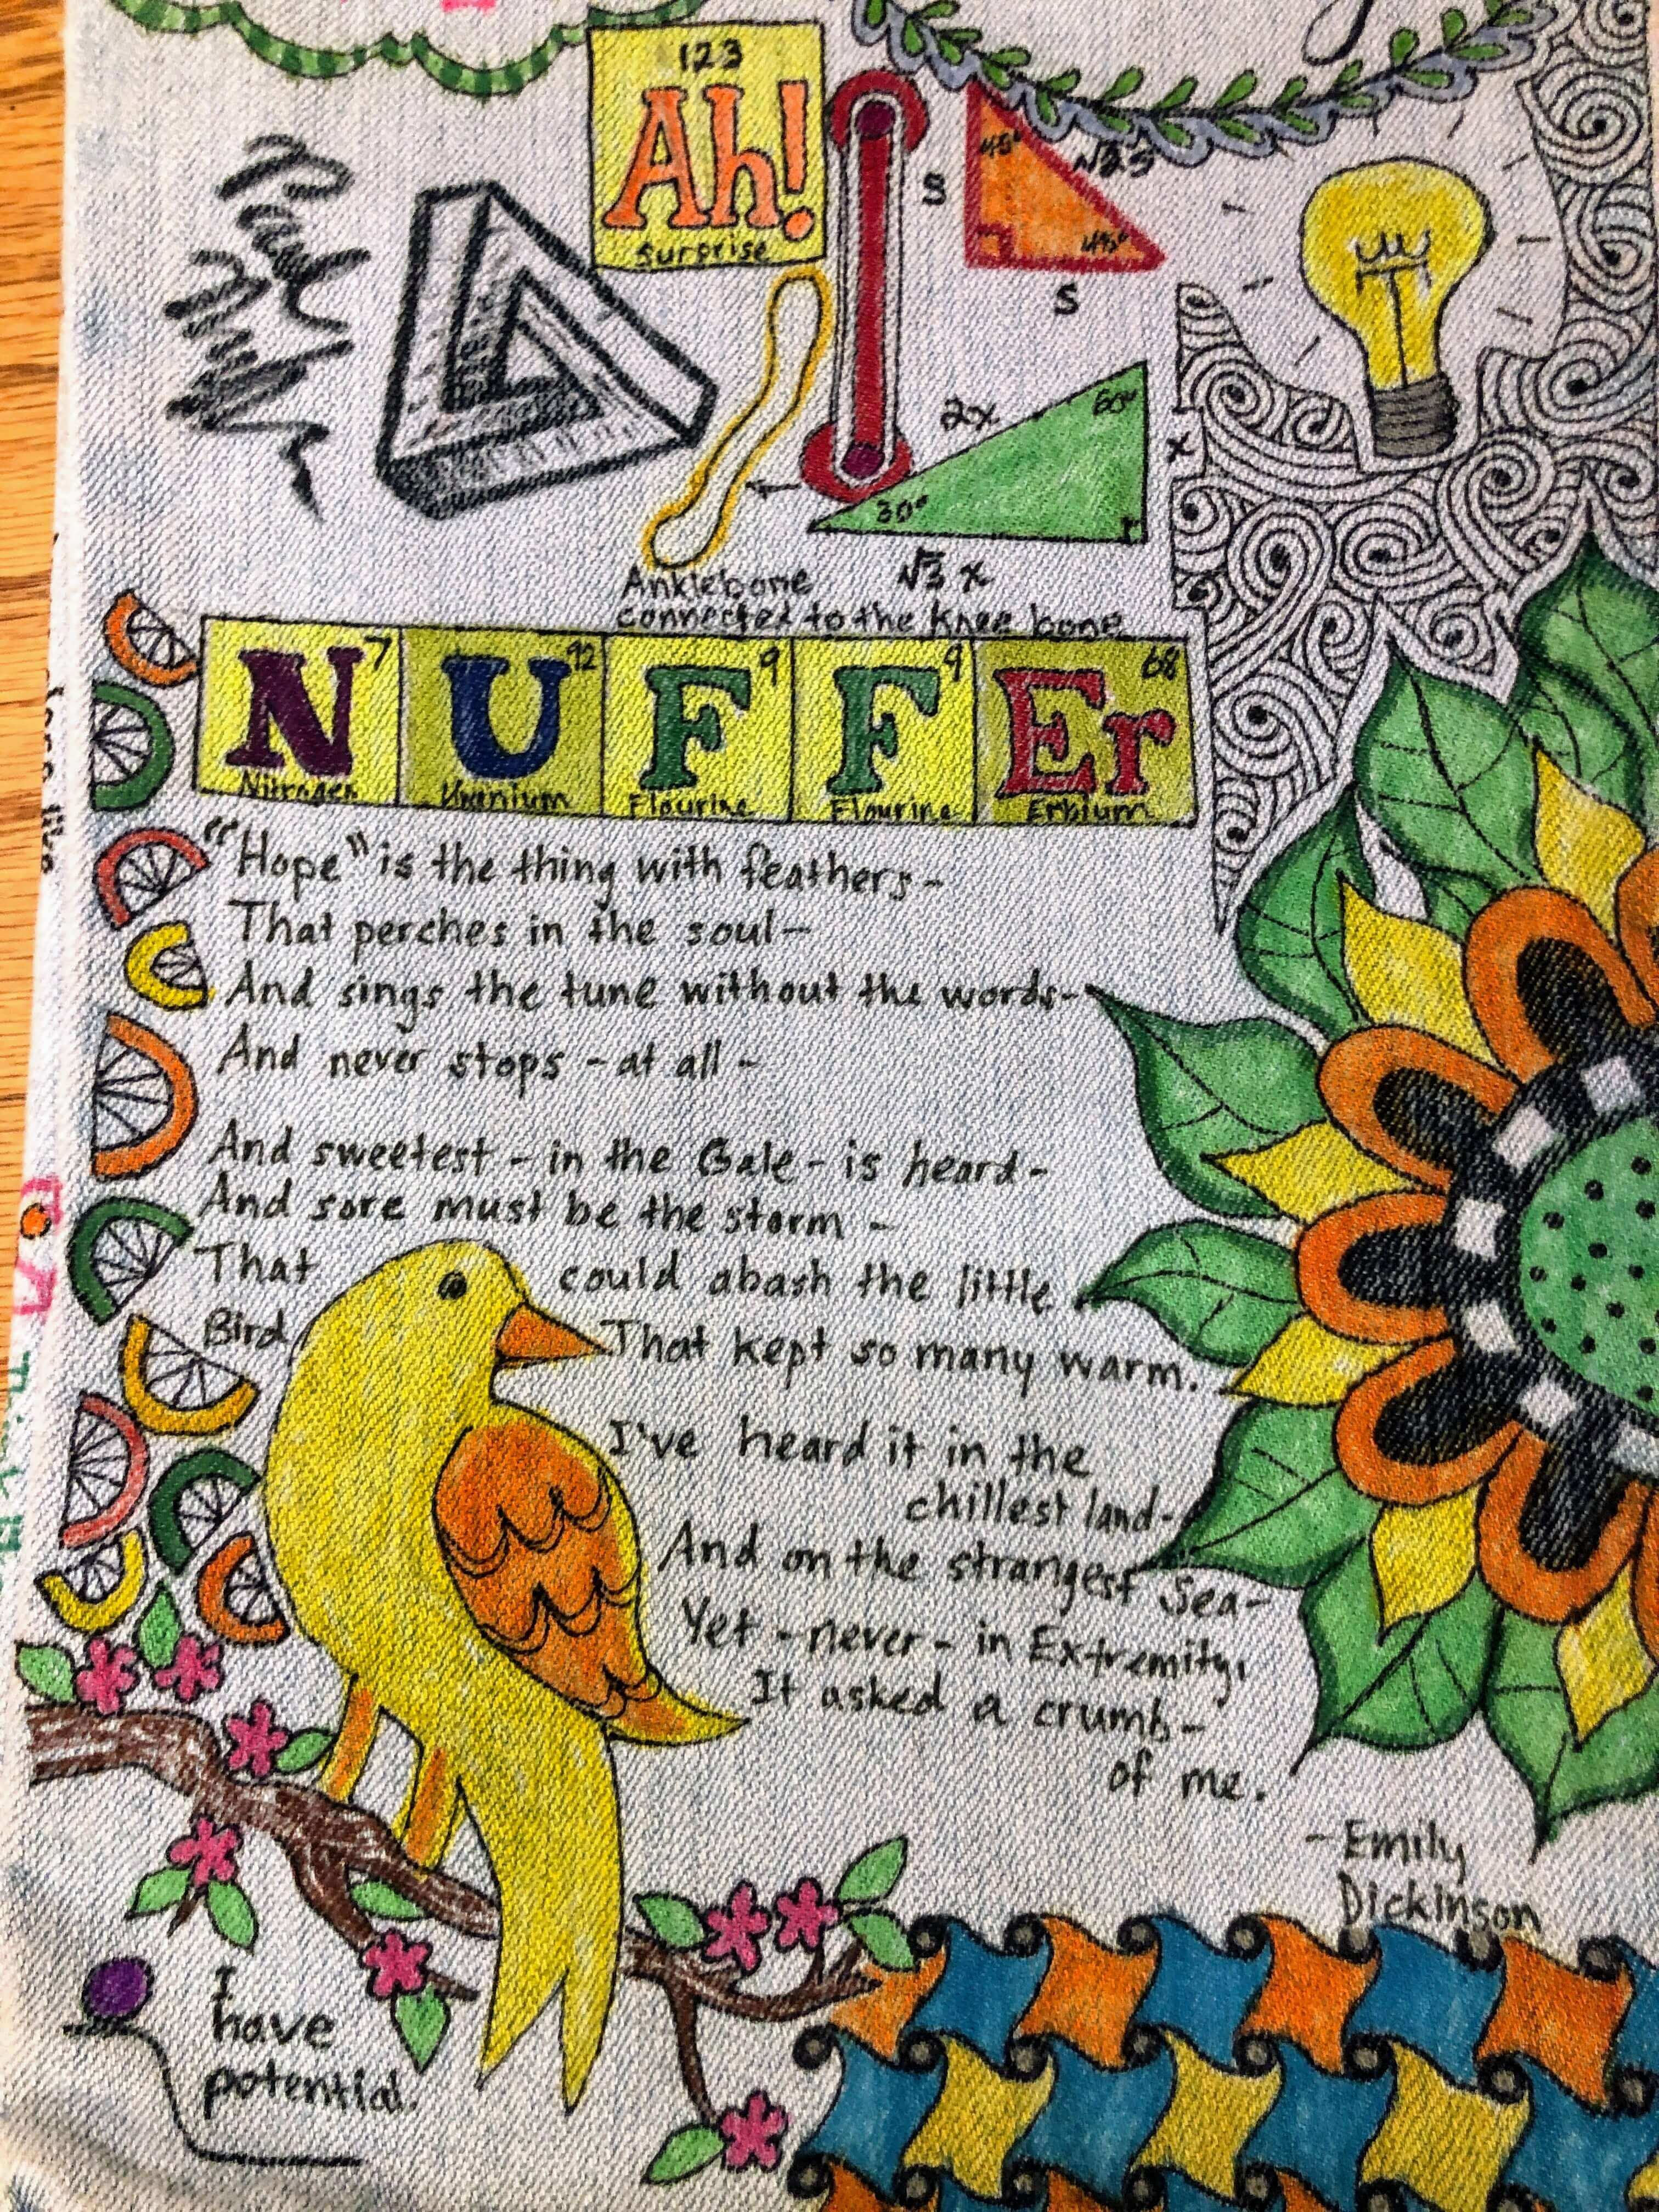 123
Ah!
Surprise
45°
√2 s
s
45°
s
2x
60°
x
30°
√3 x
Anklebone
connected to the knee bone
7 92 9 9 68
N U F F Er
Nitrogen Uranium Flourine Flourine Erbium
"Hope" is the thing with feathers -
That perches in the soul -
And sings the tune without the words -
And never stops - at all -
And sweetest - in the Gale - is heard -
And sore must be the storm -
That could abash the little
Bird That kept so many warm.
I've heard it in the
chillest land -
And on the strangest Sea -
Yet - never - in Extremity,
It asked a crumb -
of me.
- Emily
Dickinson
I
have
potential.